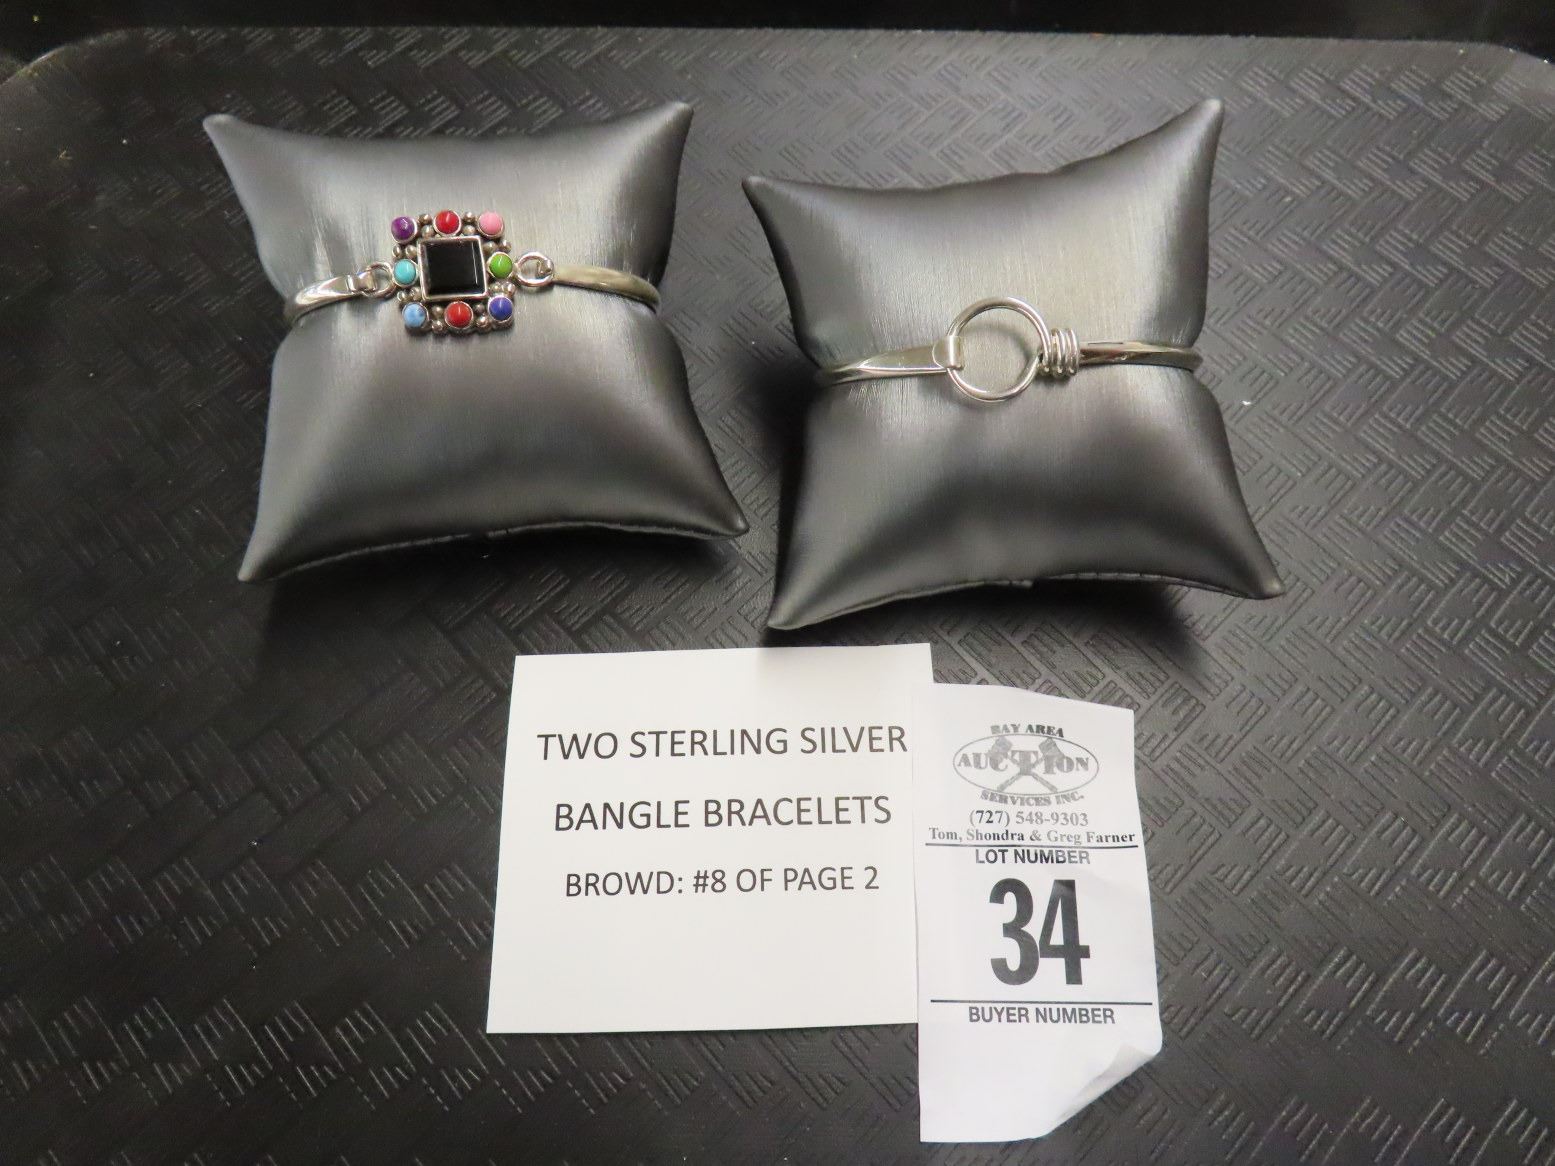 TWO STERLING SILVER
BANGLE BRACELETS
BROWD: #8 OF PAGE 2
BAY AREA
AUCTION
SERVICES INC.
(727) 548-9303
Tom, Shondra & Greg Farner
LOT NUMBER
34
BUYER NUMBER